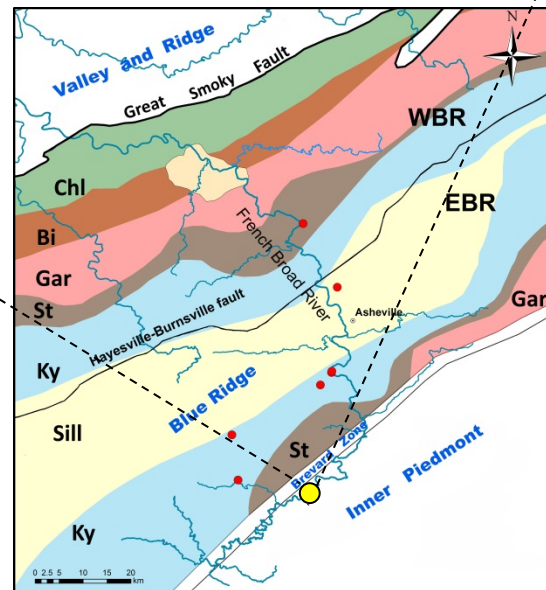 N
Valley and Ridge
Great Smoky Fault
WBR
Chl
EBR
Bi
French Broad River
Gar
Gar
St
Asheville
Hayesville-Burnsville fault
Ky
Blue Ridge
Sill
St
Brevard Zone
Inner Piedmont
Ky
0 2.5 5 10 15 20
km